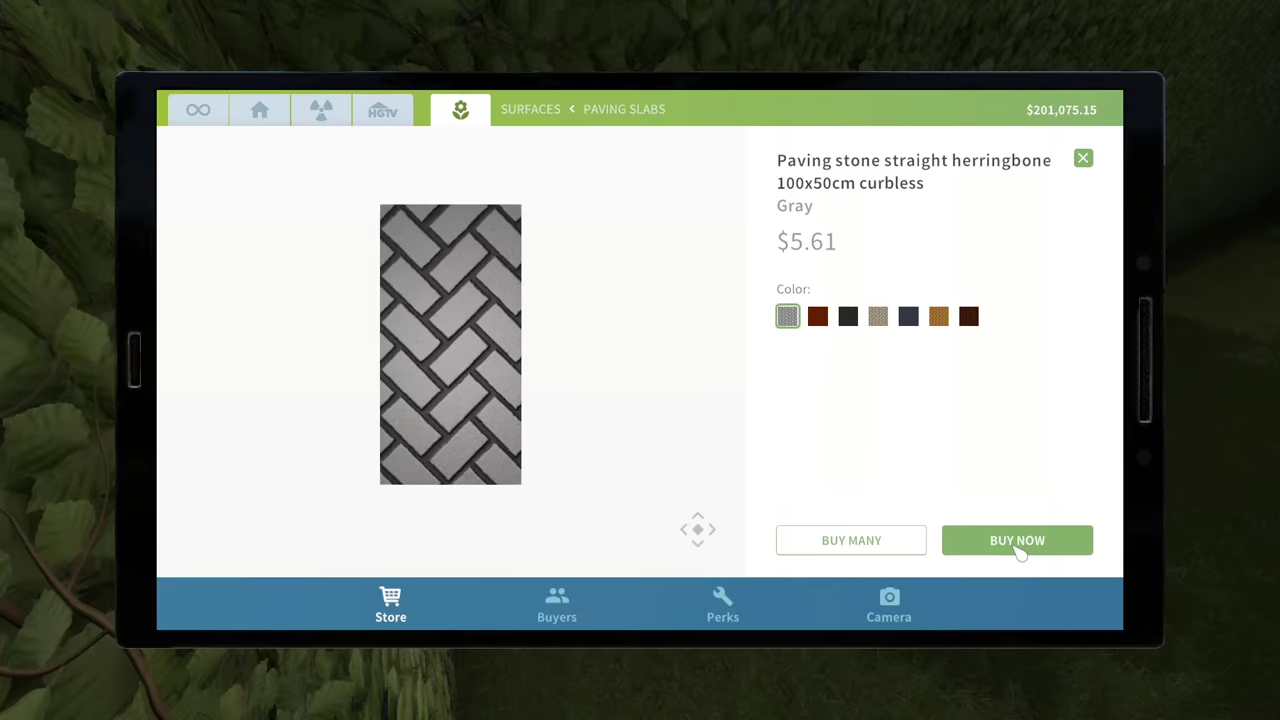 HGTV
SURFACES < PAVING SLABS
$201,075.15
Paving stone straight herringbone
100x50cm curbless
Gray
$5.61
Color:
BUY MANY
BUY NOW
Store
Buyers
Perks
Camera